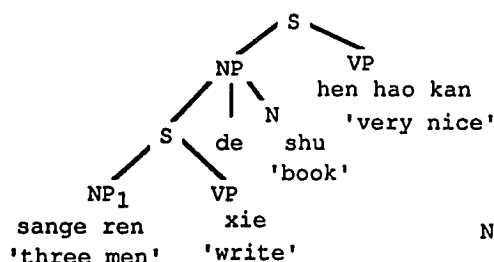 S
NP VP
hen hao kan
'very nice'
S de N
shu
'book'
NP1 VP
sange ren xie
'three men' 'write'
N